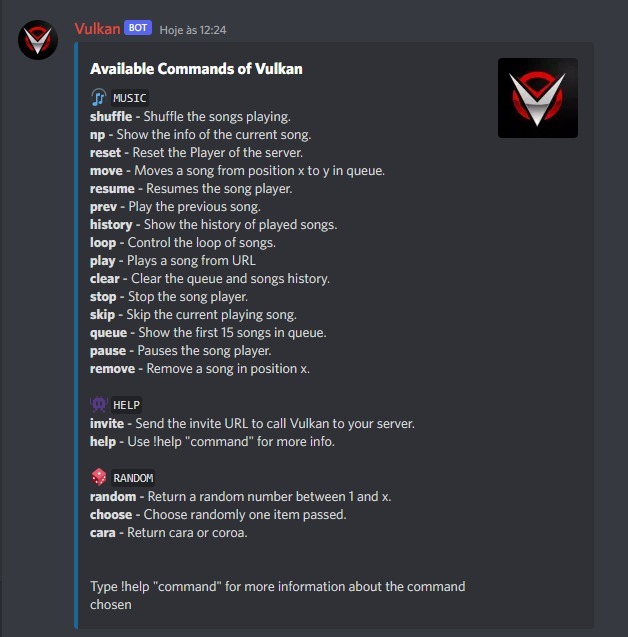 Vulkan BOT Hoje às 12:24
Available Commands of Vulkan
MUSIC
shuffle - Shuffle the songs playing.
np - Show the info of the current song.
reset - Reset the Player of the server.
move - Moves a song from position x to y in queue.
resume - Resumes the song player.
prev - Play the previous song.
history - Show the history of played songs.
loop - Control the loop of songs.
play - Plays a song from URL
clear - Clear the queue and songs history.
stop - Stop the song player.
skip - Skip the current playing song.
queue - Show the first 15 songs in queue.
pause - Pauses the song player.
remove - Remove a song in position x.
HELP
invite - Send the invite URL to call Vulkan to your server.
help - Use !help "command" for more info.
RANDOM
random - Return a random number between 1 and x.
choose - Choose randomly one item passed.
cara - Return cara or coroa.
Type !help "command" for more information about the command
chosen